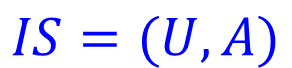 IS = (U, A)